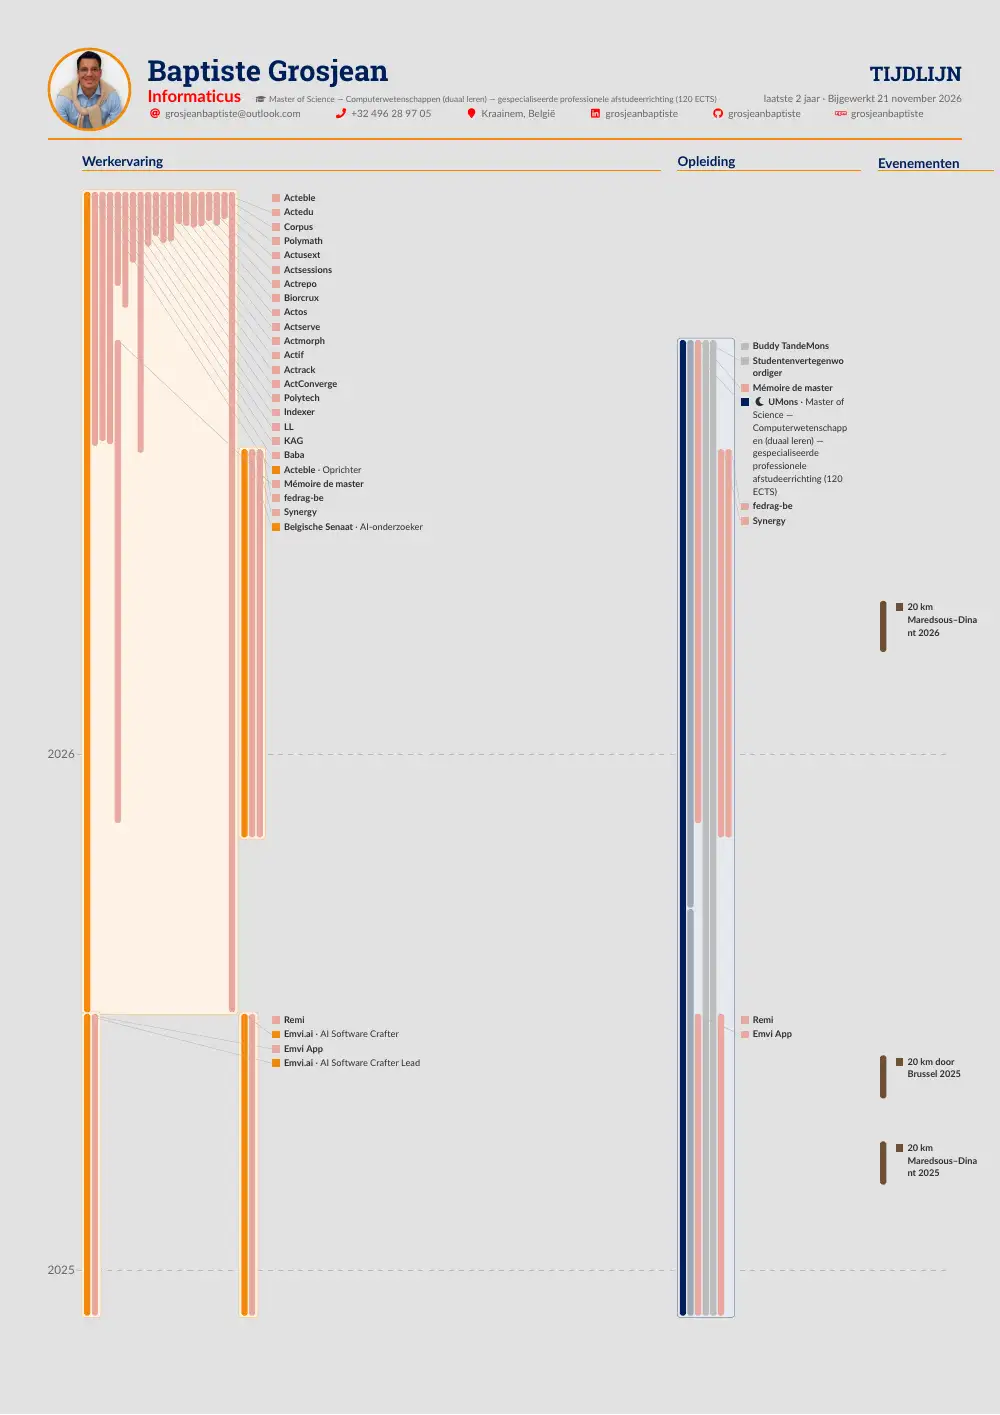 Baptiste Grosjean
TIJDLIJN
Informaticus
Master of Science — Computerwetenschappen (duaal leren) — gespecialiseerde professionele afstudeerrichting (120 ECTS)
laatste 2 jaar · Bijgewerkt 21 november 2026
grosjeanbaptiste@outlook.com
+32 496 28 97 05
Kraainem, België
grosjeanbaptiste
grosjeanbaptiste
grosjeanbaptiste
Werkervaring
Acteble
Actedu
Corpus
Polymath
Actusext
Actsessions
Actrepo
Biorcrux
Actos
Actserve
Actmorph
Actif
Actrack
ActConverge
Polytech
Indexer
LL
KAG
Baba
Acteble · Oprichter
Mémoire de master
fedrag-be
Synergy
Belgische Senaat · AI-onderzoeker
Remi
Emvi.ai · AI Software Crafter
Emvi App
Emvi.ai · AI Software Crafter Lead
Opleiding
Buddy TandeMons
Studentenvertegenwo
ordiger
Mémoire de master
UMons · Master of
Science —
Computerwetenschapp
en (duaal leren) —
gespecialiseerde
professionele
afstudeerrichting (120
ECTS)
fedrag-be
Synergy
Remi
Emvi App
Evenementen
20 km
Maredsous–Dina
nt 2026
20 km door
Brussel 2025
20 km
Maredsous–Dina
nt 2025
2026
2025